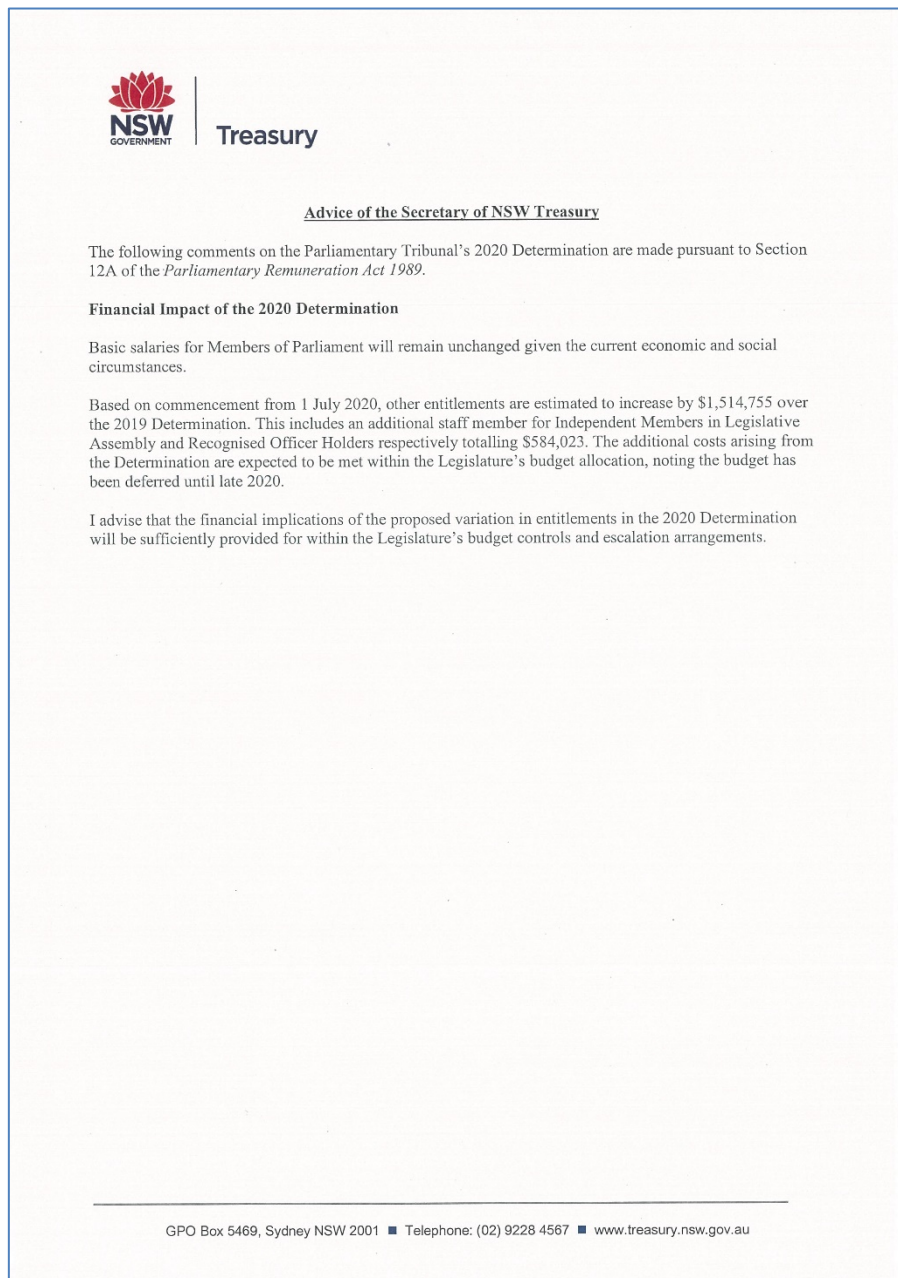 NSW
GOVERNMENT
Treasury
Advice of the Secretary of NSW Treasury
The following comments on the Parliamentary Tribunal's 2020 Determination are made pursuant to Section
12A of the Parliamentary Remuneration Act 1989.
Financial Impact of the 2020 Determination
Basic salaries for Members of Parliament will remain unchanged given the current economic and social
circumstances.
Based on commencement from 1 July 2020, other entitlements are estimated to increase by $1,514,755 over
the 2019 Determination. This includes an additional staff member for Independent Members in Legislative
Assembly and Recognised Officer Holders respectively totalling $584,023. The additional costs arising from
the Determination are expected to be met within the Legislature's budget allocation, noting the budget has
been deferred until late 2020.
I advise that the financial implications of the proposed variation in entitlements in the 2020 Determination
will be sufficiently provided for within the Legislature's budget controls and escalation arrangements.
GPO Box 5469, Sydney NSW 2001 ■ Telephone: (02) 9228 4567 ■ www.treasury.nsw.gov.au